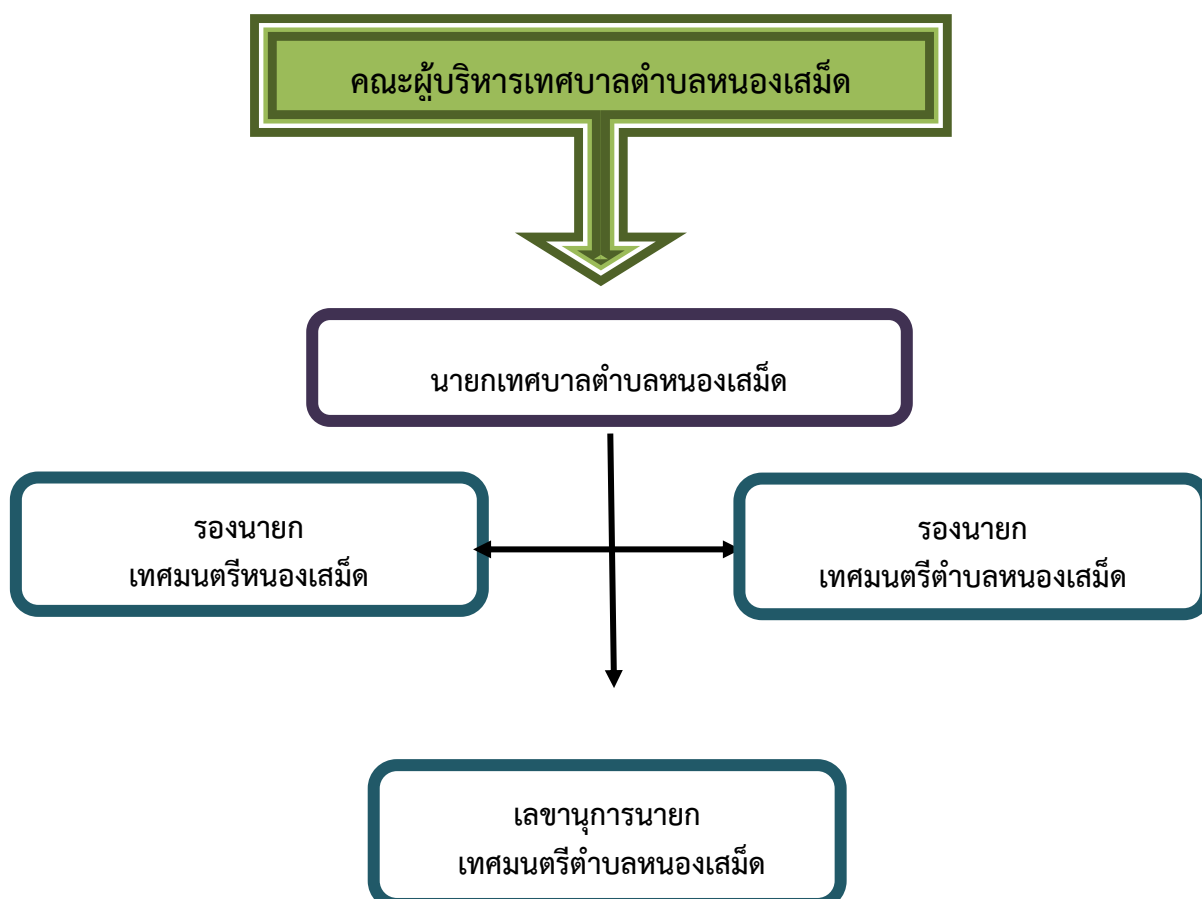 คณะผู้บริหารเทศบาลตำบลหนองเสม็ด
นายกเทศบาลตำบลหนองเสม็ด
รองนายก
เทศมนตรีหนองเสม็ด
รองนายก
เทศมนตรีตำบลหนองเสม็ด
เลขานุการนายก
เทศมนตรีตำบลหนองเสม็ด